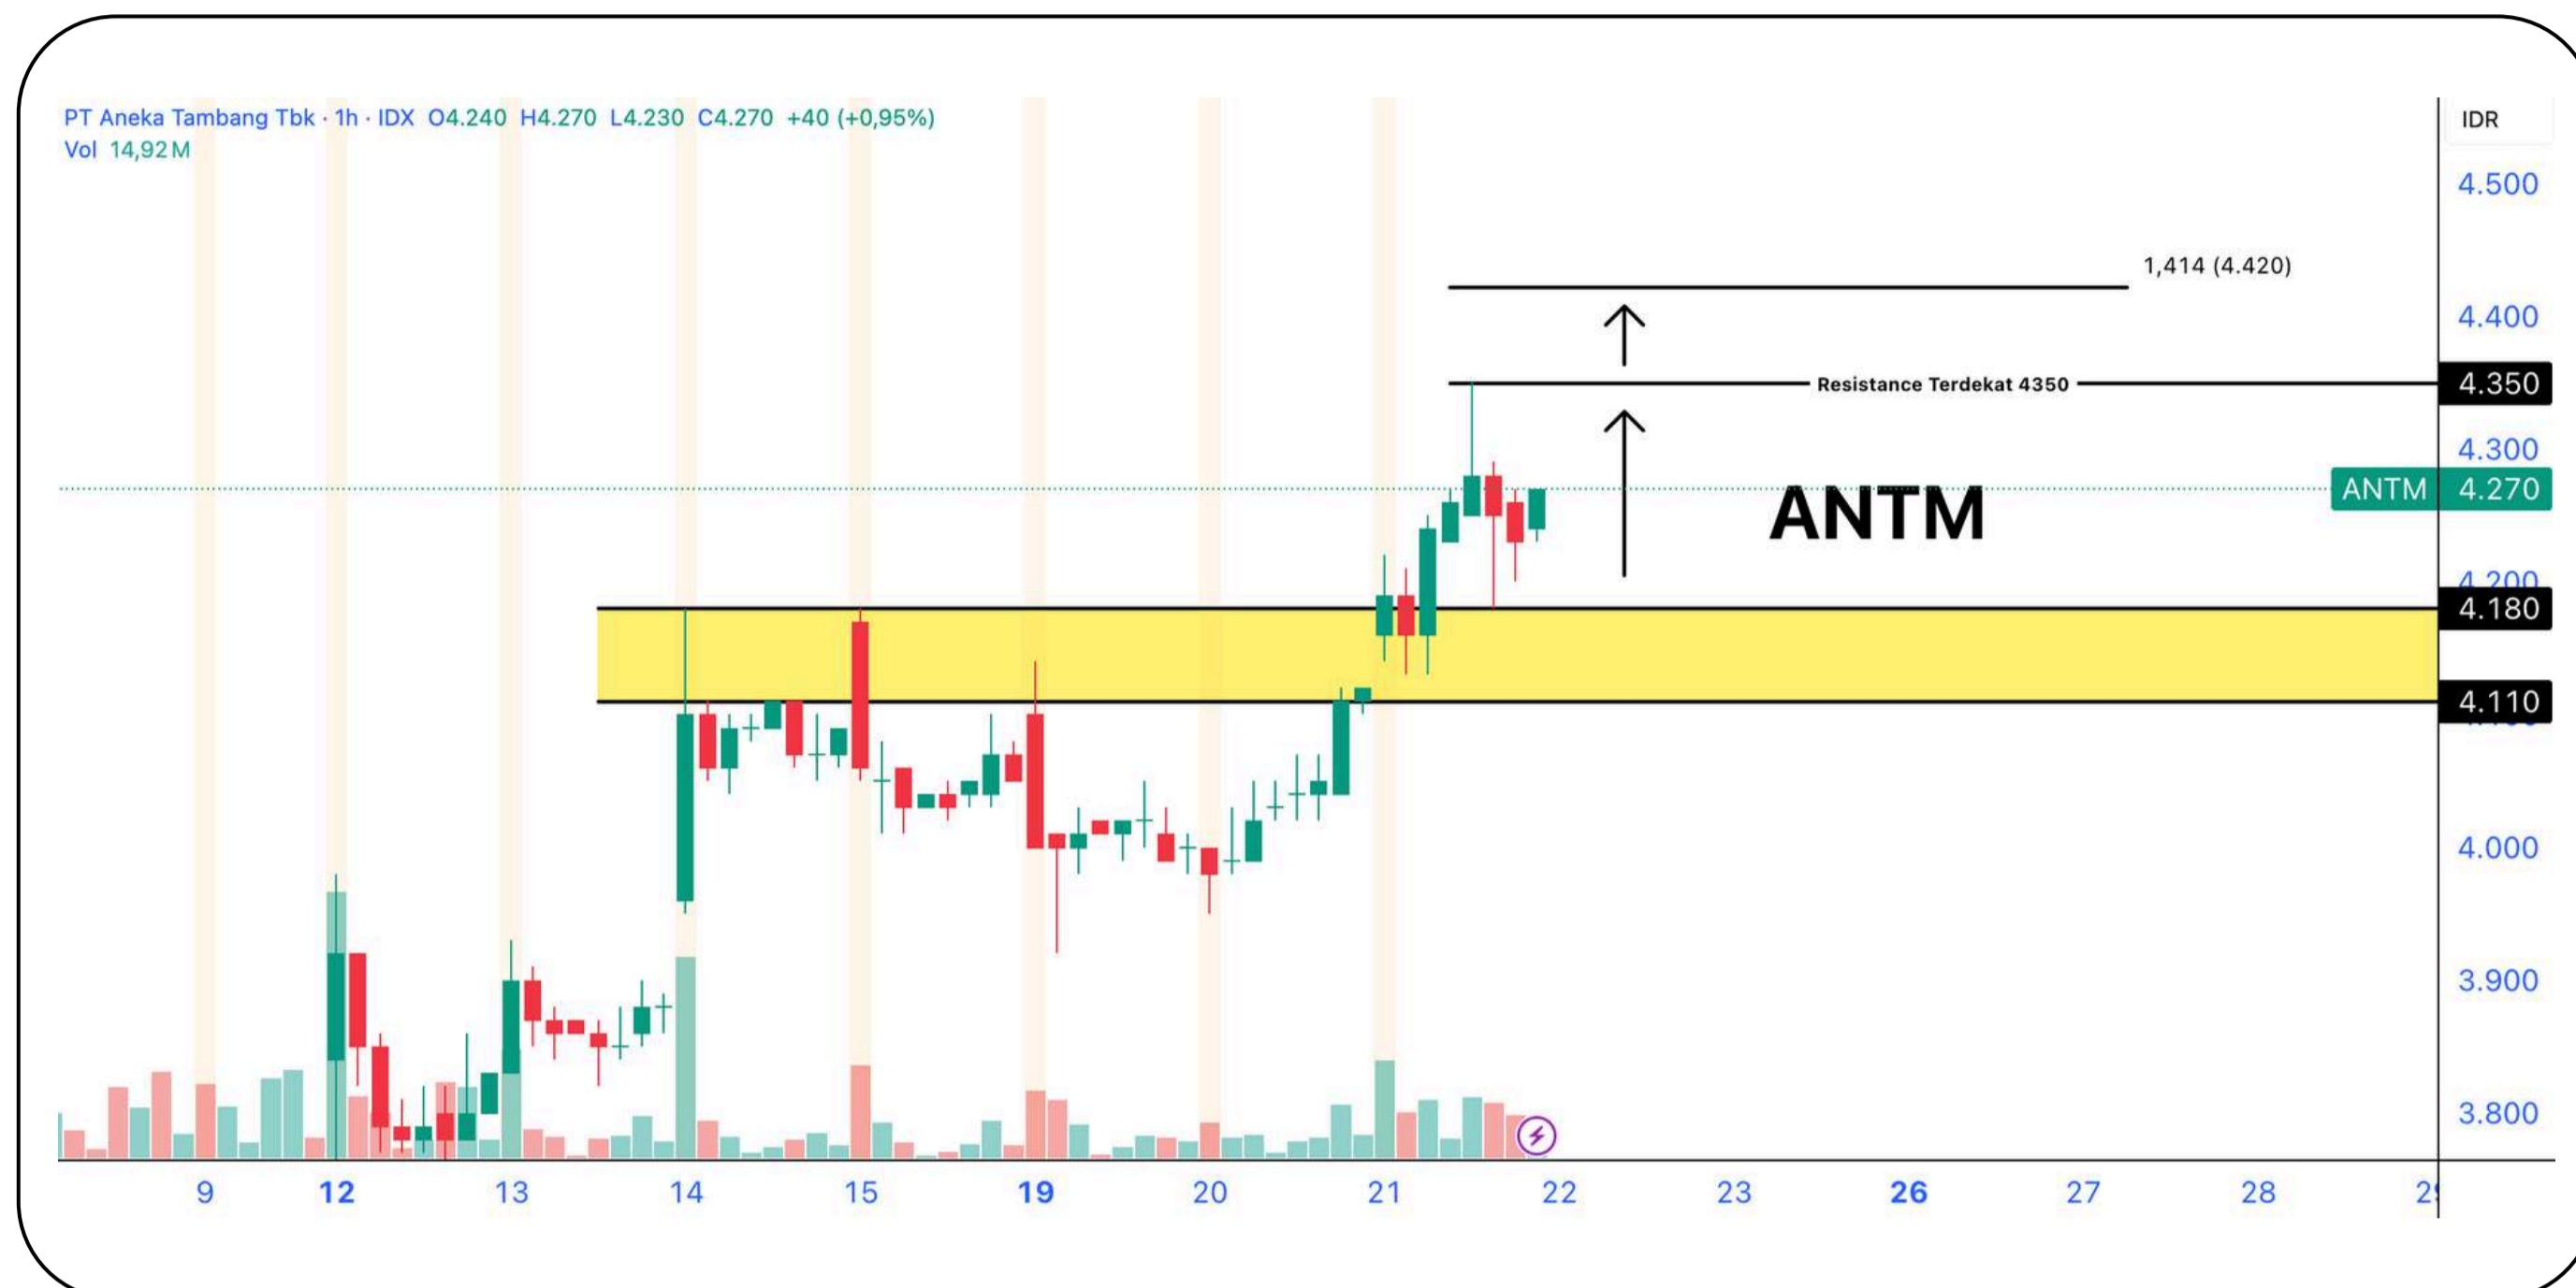 PT Aneka Tambang Tbk · 1h · IDX O4.240 H4.270 L4.230 C4.270 +40 (+0,95%)
Vol 14,92 M
IDR
4.500
1,414 (4.420)
4.400
Resistance Terdekat 4350
4.350
4.300
ANTM 4.270
ANTM
4.200
4.180
4.110
4.000
3.900
3.800
9 12 13 14 15 19 20 21 22 23 26 27 28